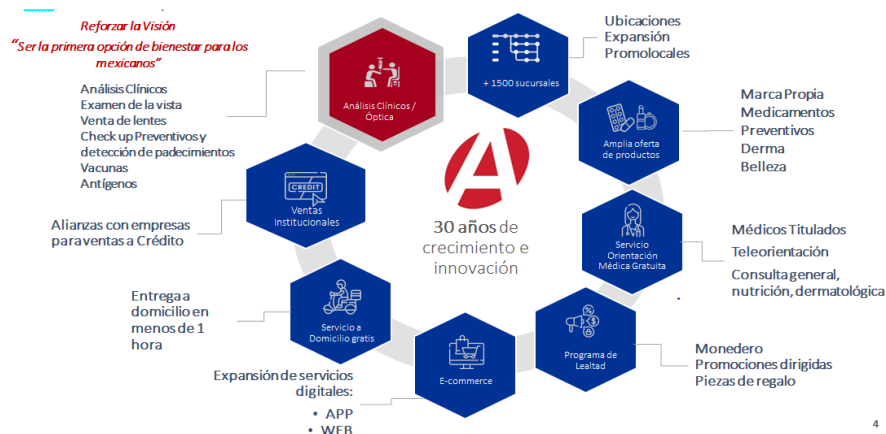 Reforzar la Visión
"Ser la primera opción de bienestar para los
mexicanos"
Análisis Clínicos
Examen de la vista
Venta de lentes
Check up Preventivos y
detección de padecimientos
Vacunas
Antígenos
Análisis Clínicos /
Óptica
+ 1500 sucursales
Ubicaciones
Expansión
Promolocales
Amplia oferta
de productos
Marca Propia
Medicamentos
Preventivos
Derma
Belleza
Servicio
Orientación
Médica Gratuita
Médicos Titulados
Teleorientación
Consulta general,
nutrición, dermatológica
Programa de
Lealtad
Monedero
Promociones dirigidas
Piezas de regalo
E-commerce
Expansión de servicios
digitales:
• APP
• WEB
Servicio a
Domicilio gratis
Entrega a
domicilio en
menos de 1
hora
CREDIT
Ventas
Institucionales
Alianzas con empresas
para ventas a Crédito
A
30 años de
crecimiento e
innovación
4